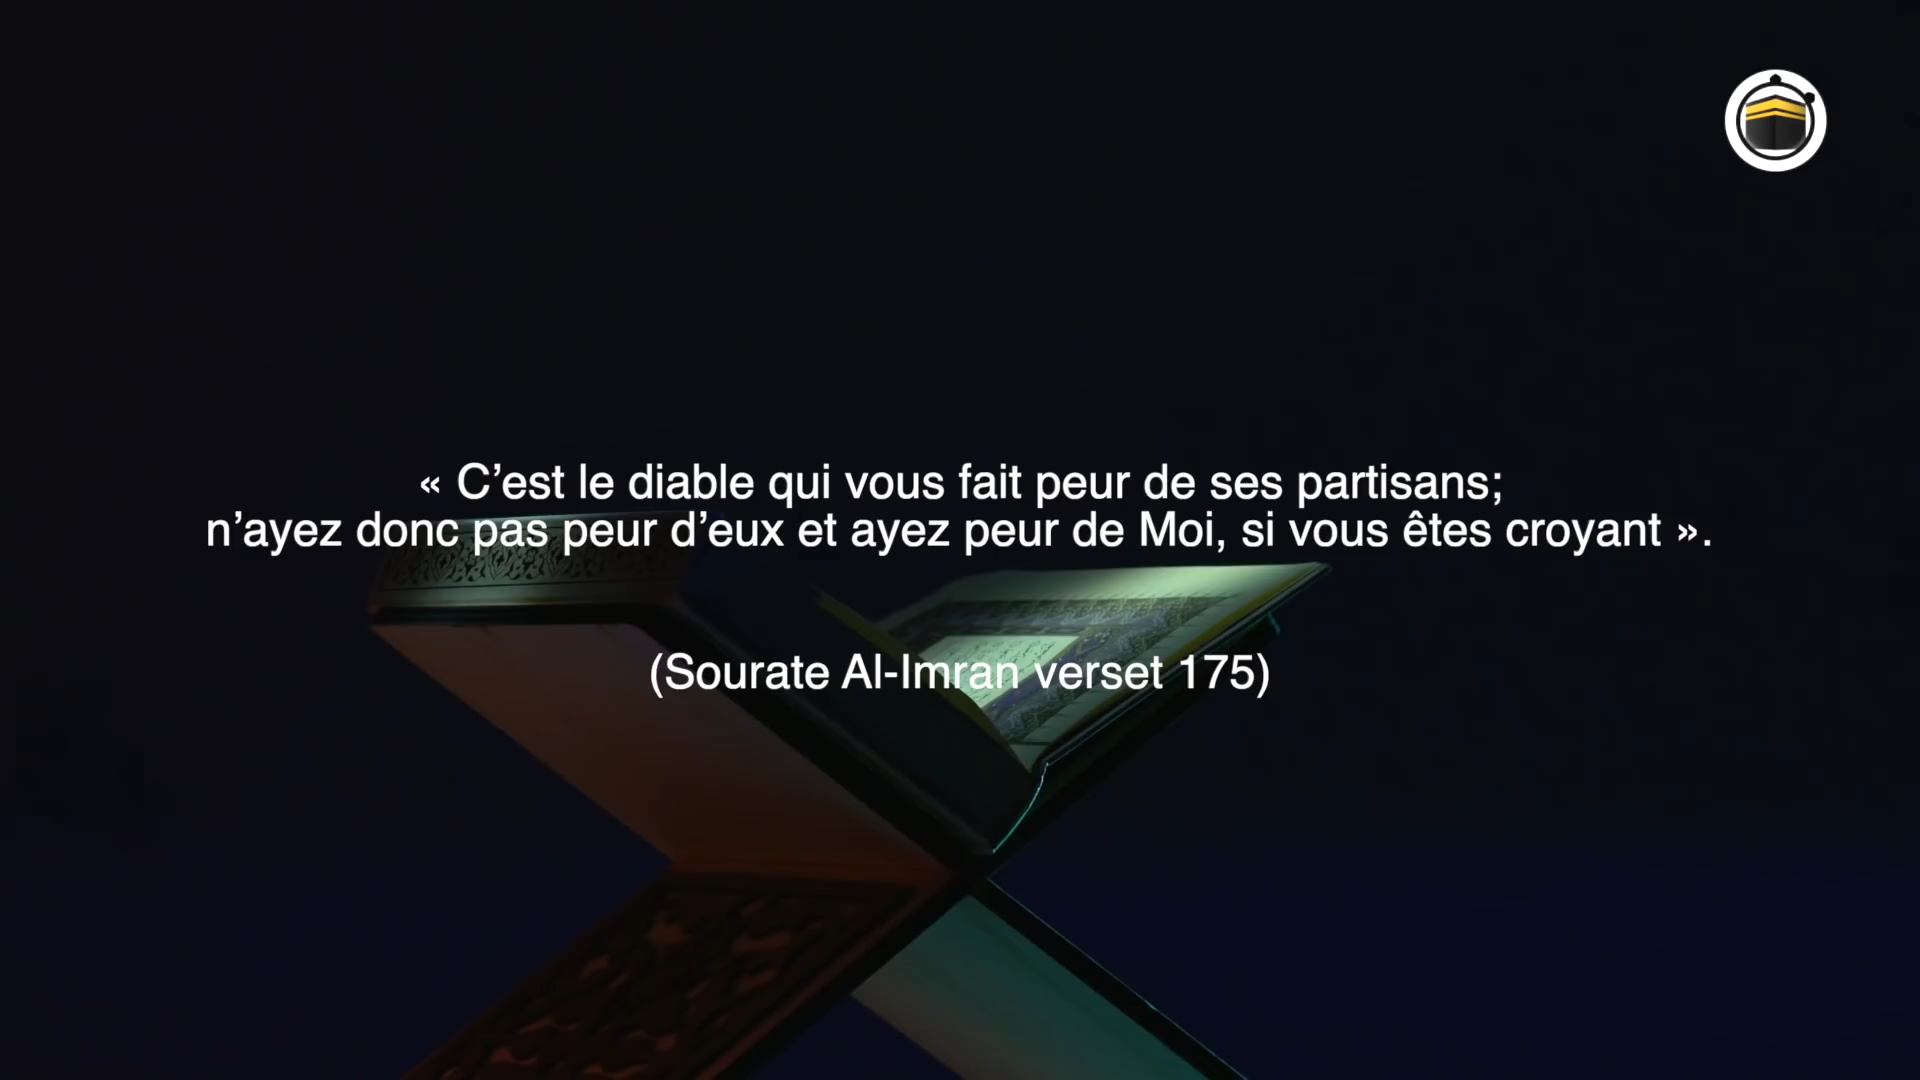 « C’est le diable qui vous fait peur de ses partisans;
n’ayez donc pas peur d’eux et ayez peur de Moi, si vous êtes croyant ».
(Sourate Al-Imran verset 175)